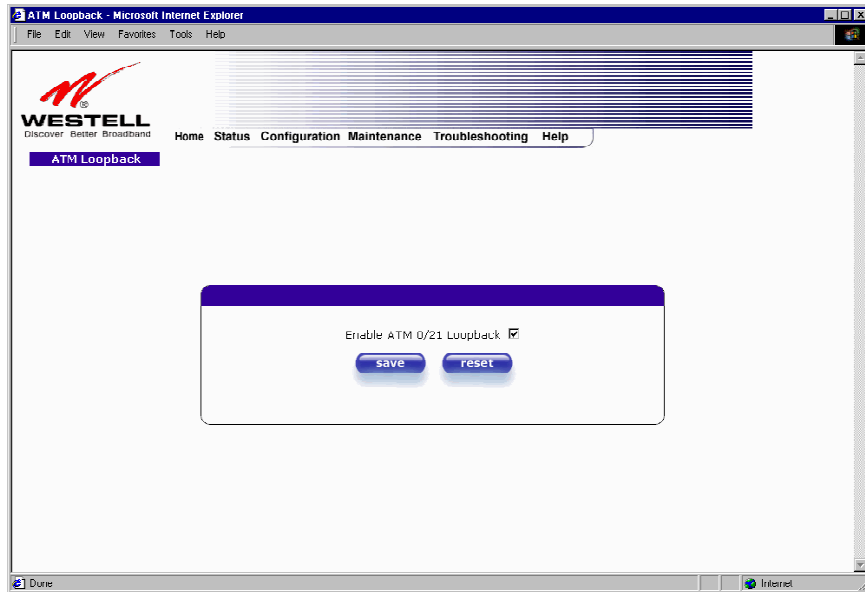 ATM Loopback - Microsoft Internet Explorer
File Edit View Favorites Tools Help
®
WESTELL
Discover Better Broadband
Home Status Configuration Maintenance Troubleshooting Help
ATM Loopback
Enable ATM 0/21 Loopback
save reset
Done
Internet